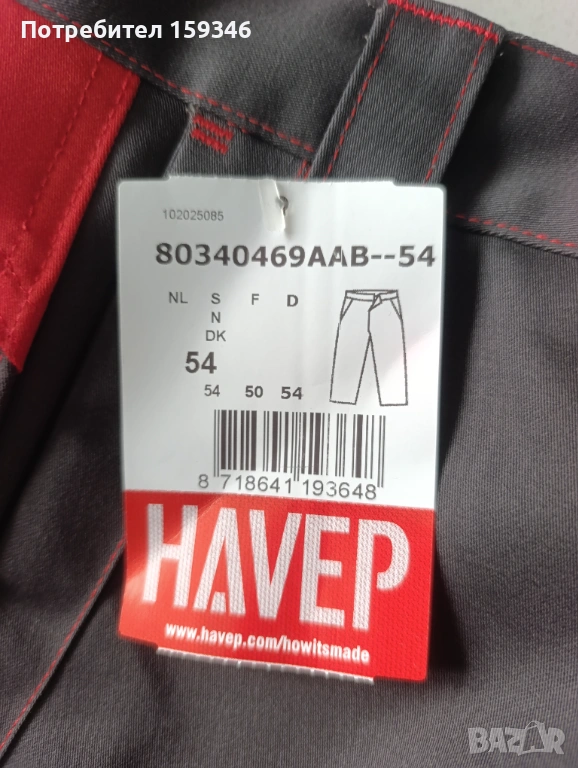 Потребител 159346
102025085
80340469AAB--54
NL S F D
N
DK
54
54 50 54
8 718641 193648
HAVEP
www.havep.com/howitsmade
BAZAR